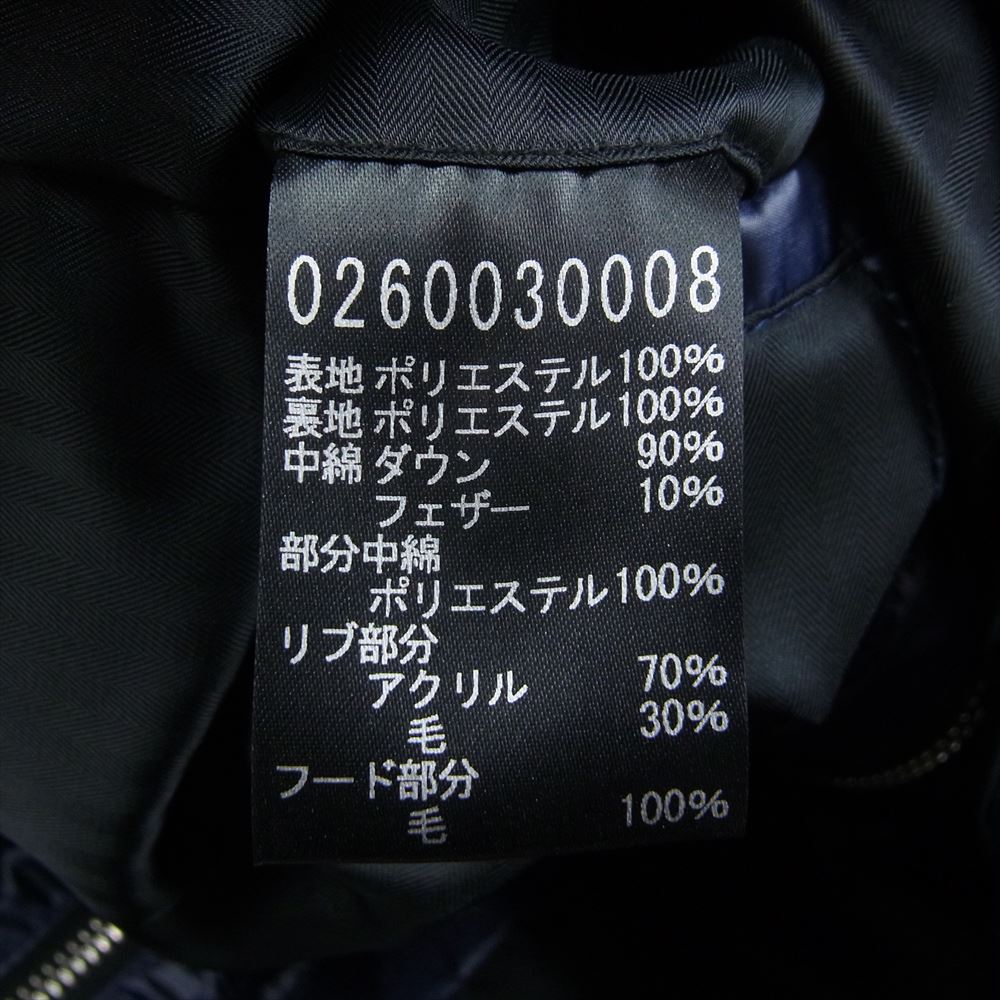 0260030008
表地 ポリエステル100%
裏地 ポリエステル100%
中綿 ダウン 90%
フェザー 10%
部分中綿
ポリエステル100%
リブ部分
アクリル 70%
毛 30%
フード部分
毛 100%